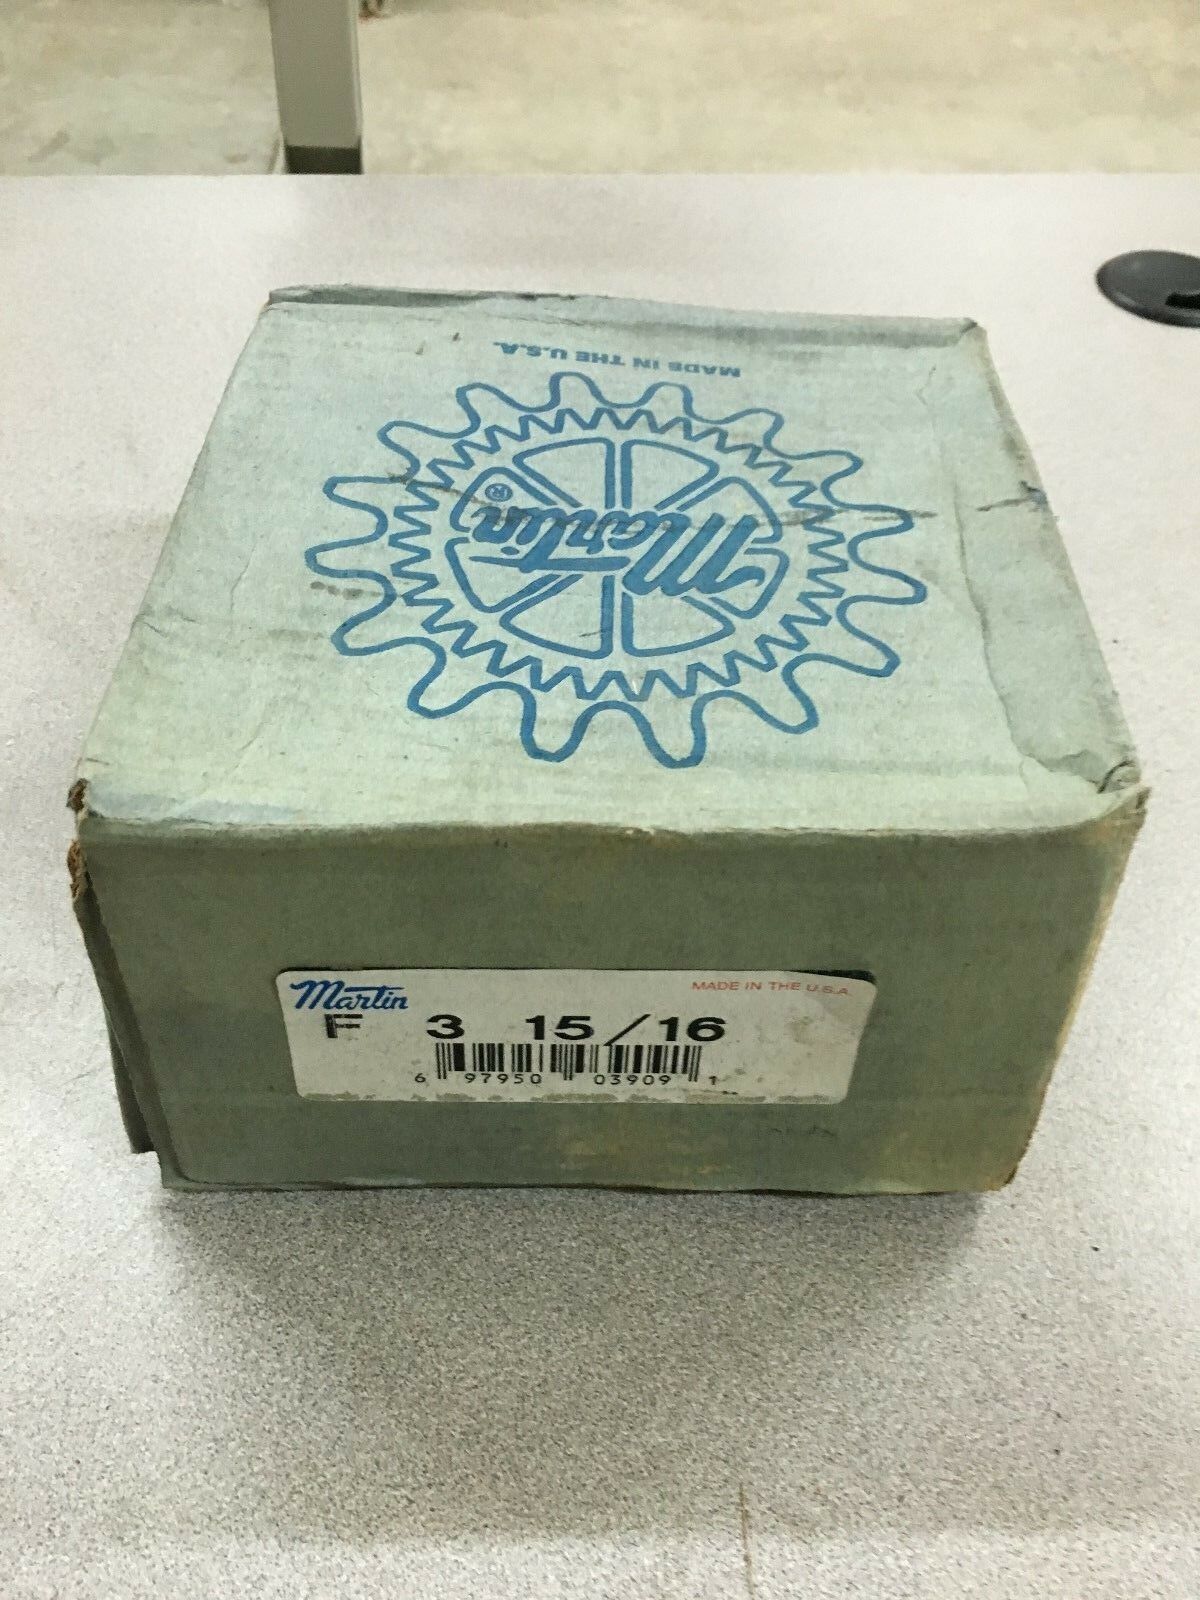 MADE IN THE U.S.A.
Martin ®
Martin
MADE IN THE U.S.A.
F 3 15/16
6 97950 03909 1